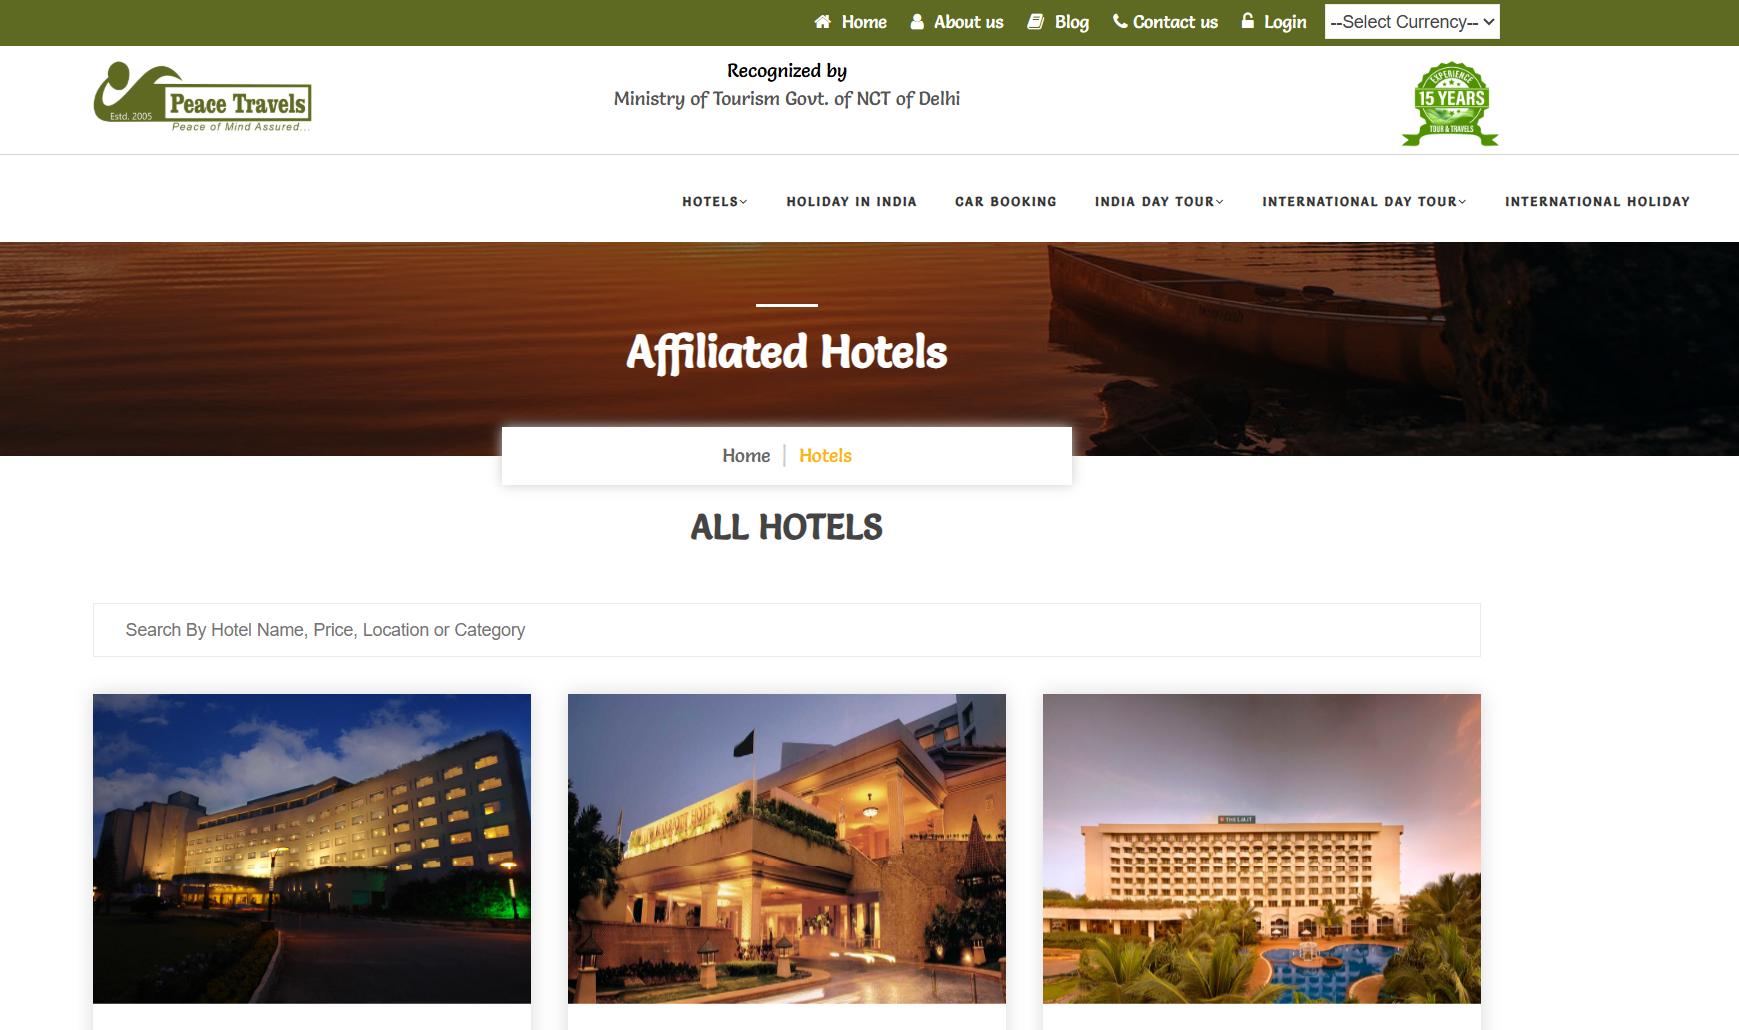 Home About us Blog Contact us Login --Select Currency--
Peace Travels
Estd. 2005
Peace of Mind Assured...
Recognized by
Ministry of Tourism Govt. of NCT of Delhi
EXPERIENCE
15 YEARS
TOUR & TRAVELS
HOTELS HOLIDAY IN INDIA CAR BOOKING INDIA DAY TOUR INTERNATIONAL DAY TOUR INTERNATIONAL HOLIDAY
Affiliated Hotels
Home | Hotels
ALL HOTELS
Search By Hotel Name, Price, Location or Category
HOTEL
THE LALIT